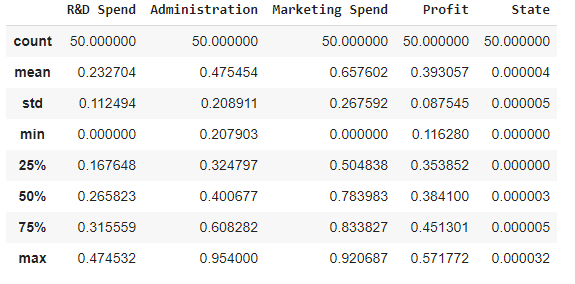 R&D Spend Administration Marketing Spend Profit State
count 50.000000 50.000000 50.000000 50.000000 50.000000
mean 0.232704 0.475454 0.657602 0.393057 0.000004
std 0.112494 0.208911 0.267592 0.087545 0.000005
min 0.000000 0.207903 0.000000 0.116280 0.000000
25% 0.167648 0.324797 0.504838 0.353852 0.000000
50% 0.265823 0.400677 0.783983 0.384100 0.000003
75% 0.315559 0.608282 0.833827 0.451301 0.000005
max 0.474532 0.954000 0.920687 0.571772 0.000032